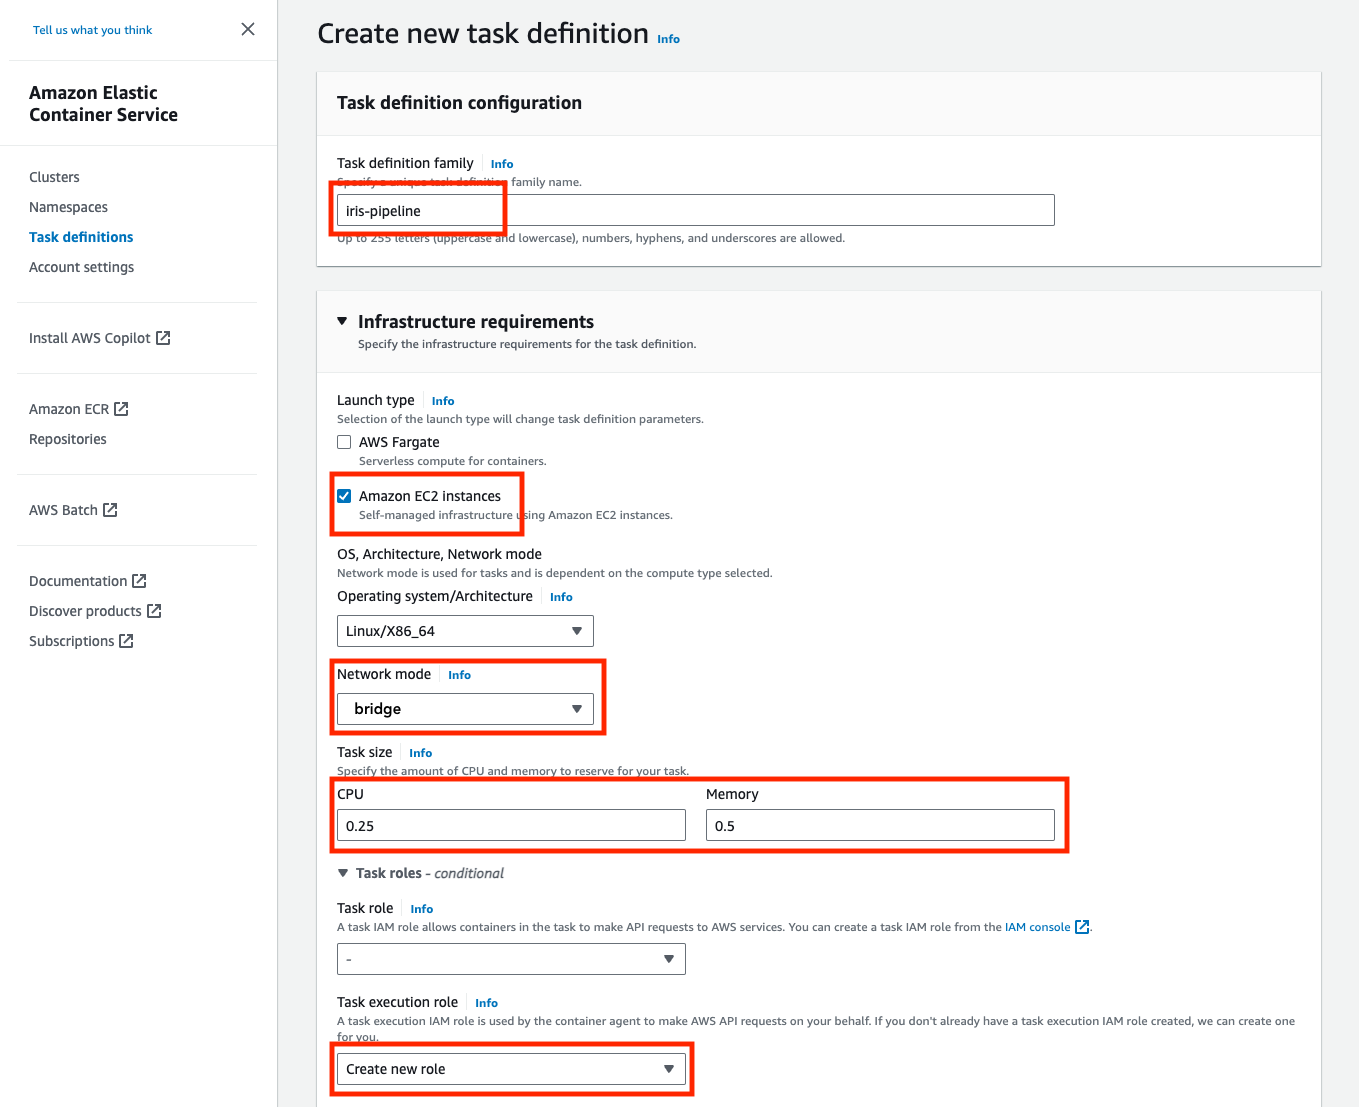 Tell us what you think
Amazon Elastic
Container Service
Clusters
Namespaces
Task definitions
Account settings
Install AWS Copilot
Amazon ECR
Repositories
AWS Batch
Documentation
Discover products
Subscriptions
Create new task definition Info
Task definition configuration
Task definition family Info
Specify a unique task definition family name.
iris-pipeline
Up to 255 letters (uppercase and lowercase), numbers, hyphens, and underscores are allowed.
Infrastructure requirements
Specify the infrastructure requirements for the task definition.
Launch type Info
Selection of the launch type will change task definition parameters.
AWS Fargate
Serverless compute for containers.
Amazon EC2 instances
Self-managed infrastructure using Amazon EC2 instances.
OS, Architecture, Network mode
Network mode is used for tasks and is dependent on the compute type selected.
Operating system/Architecture Info
Linux/X86_64
Network mode Info
bridge
Task size Info
Specify the amount of CPU and memory to reserve for your task.
CPU Memory
0.25 0.5
Task roles - conditional
Task role Info
A task IAM role allows containers in the task to make API requests to AWS services. You can create a task IAM role from the IAM console.
-
Task execution role Info
A task execution IAM role is used by the container agent to make AWS API requests on your behalf. If you don't already have a task execution IAM role created, we can create one
for you.
Create new role